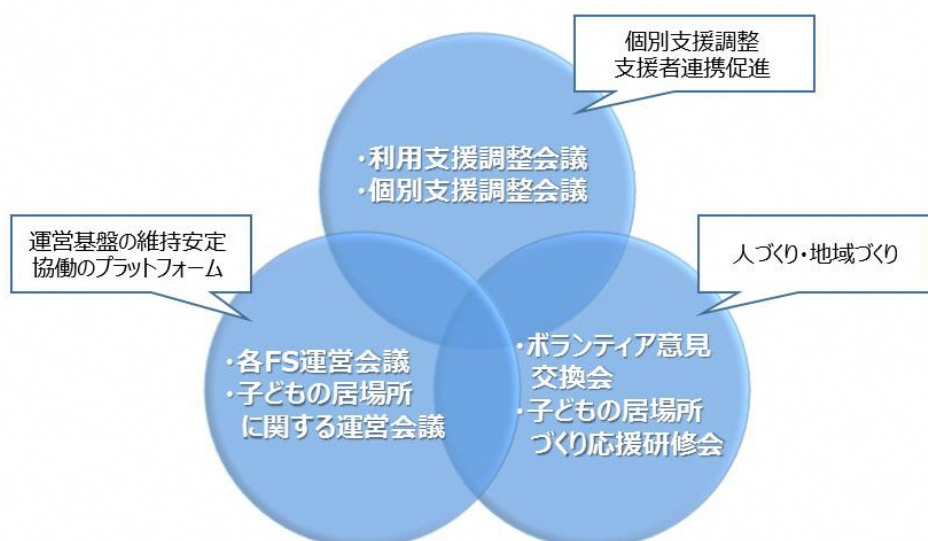 個別支援調整
支援者連携促進
・利用支援調整会議
・個別支援調整会議
運営基盤の維持安定
協働のプラットフォーム
人づくり・地域づくり
・各FS運営会議
・子どもの居場所
に関する運営会議
・ボランティア意見
交換会
・子どもの居場所
づくり応援研修会